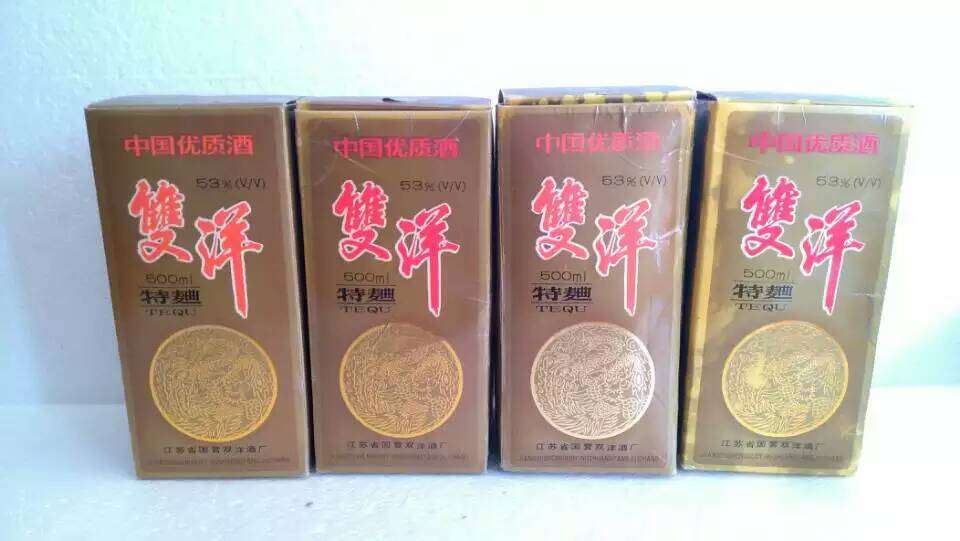 中国优质酒
53%(V/V)
雙洋
500ml
特麯
TEQU
江苏省国营双洋酒厂
中国优质酒
53%(V/V)
雙洋
500ml
特麯
TEQU
江苏省国营双洋酒厂
中国优质酒
53%(V/V)
雙洋
500ml
特麯
TEQU
江苏省国营双洋酒厂
中国优质酒
53%(V/V)
雙洋
500ml
特麯
TEQU
江苏省国营双洋酒厂